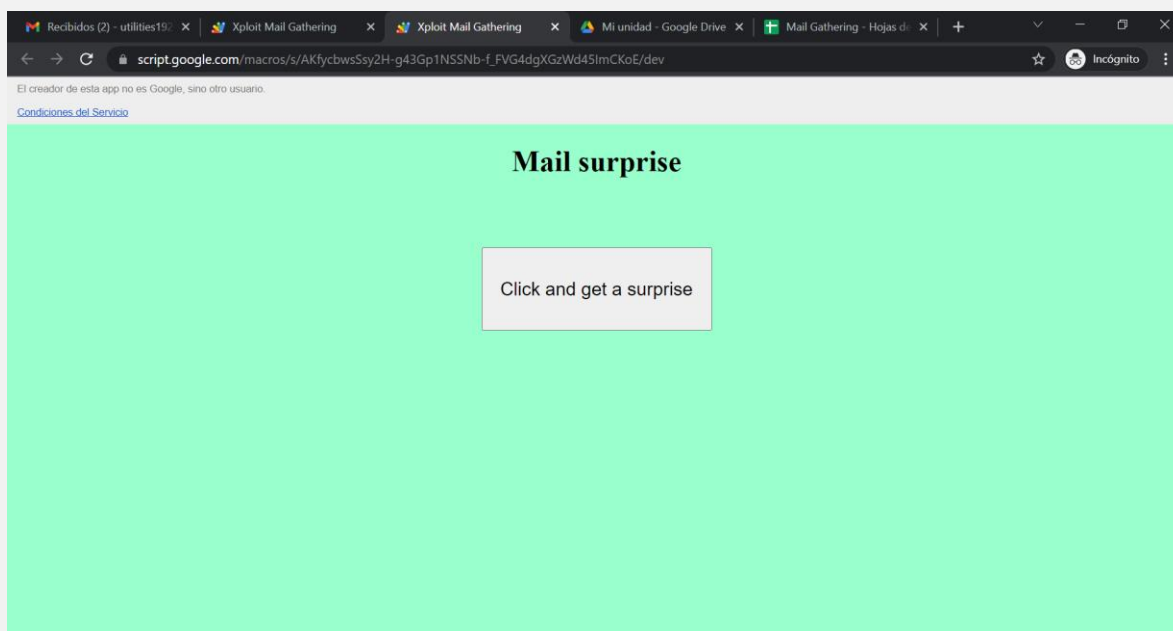 Recibidos (2) - utilities192
Xploit Mail Gathering
Xploit Mail Gathering
Mi unidad - Google Drive
Mail Gathering - Hojas de
script.google.com/macros/s/AKfycbwsSsy2H-g43Gp1NSSNb-f_FVG4dgXGzWd45ImCKoE/dev
Incógnito
El creador de esta app no es Google, sino otro usuario.
Condiciones del Servicio
Mail surprise
Click and get a surprise